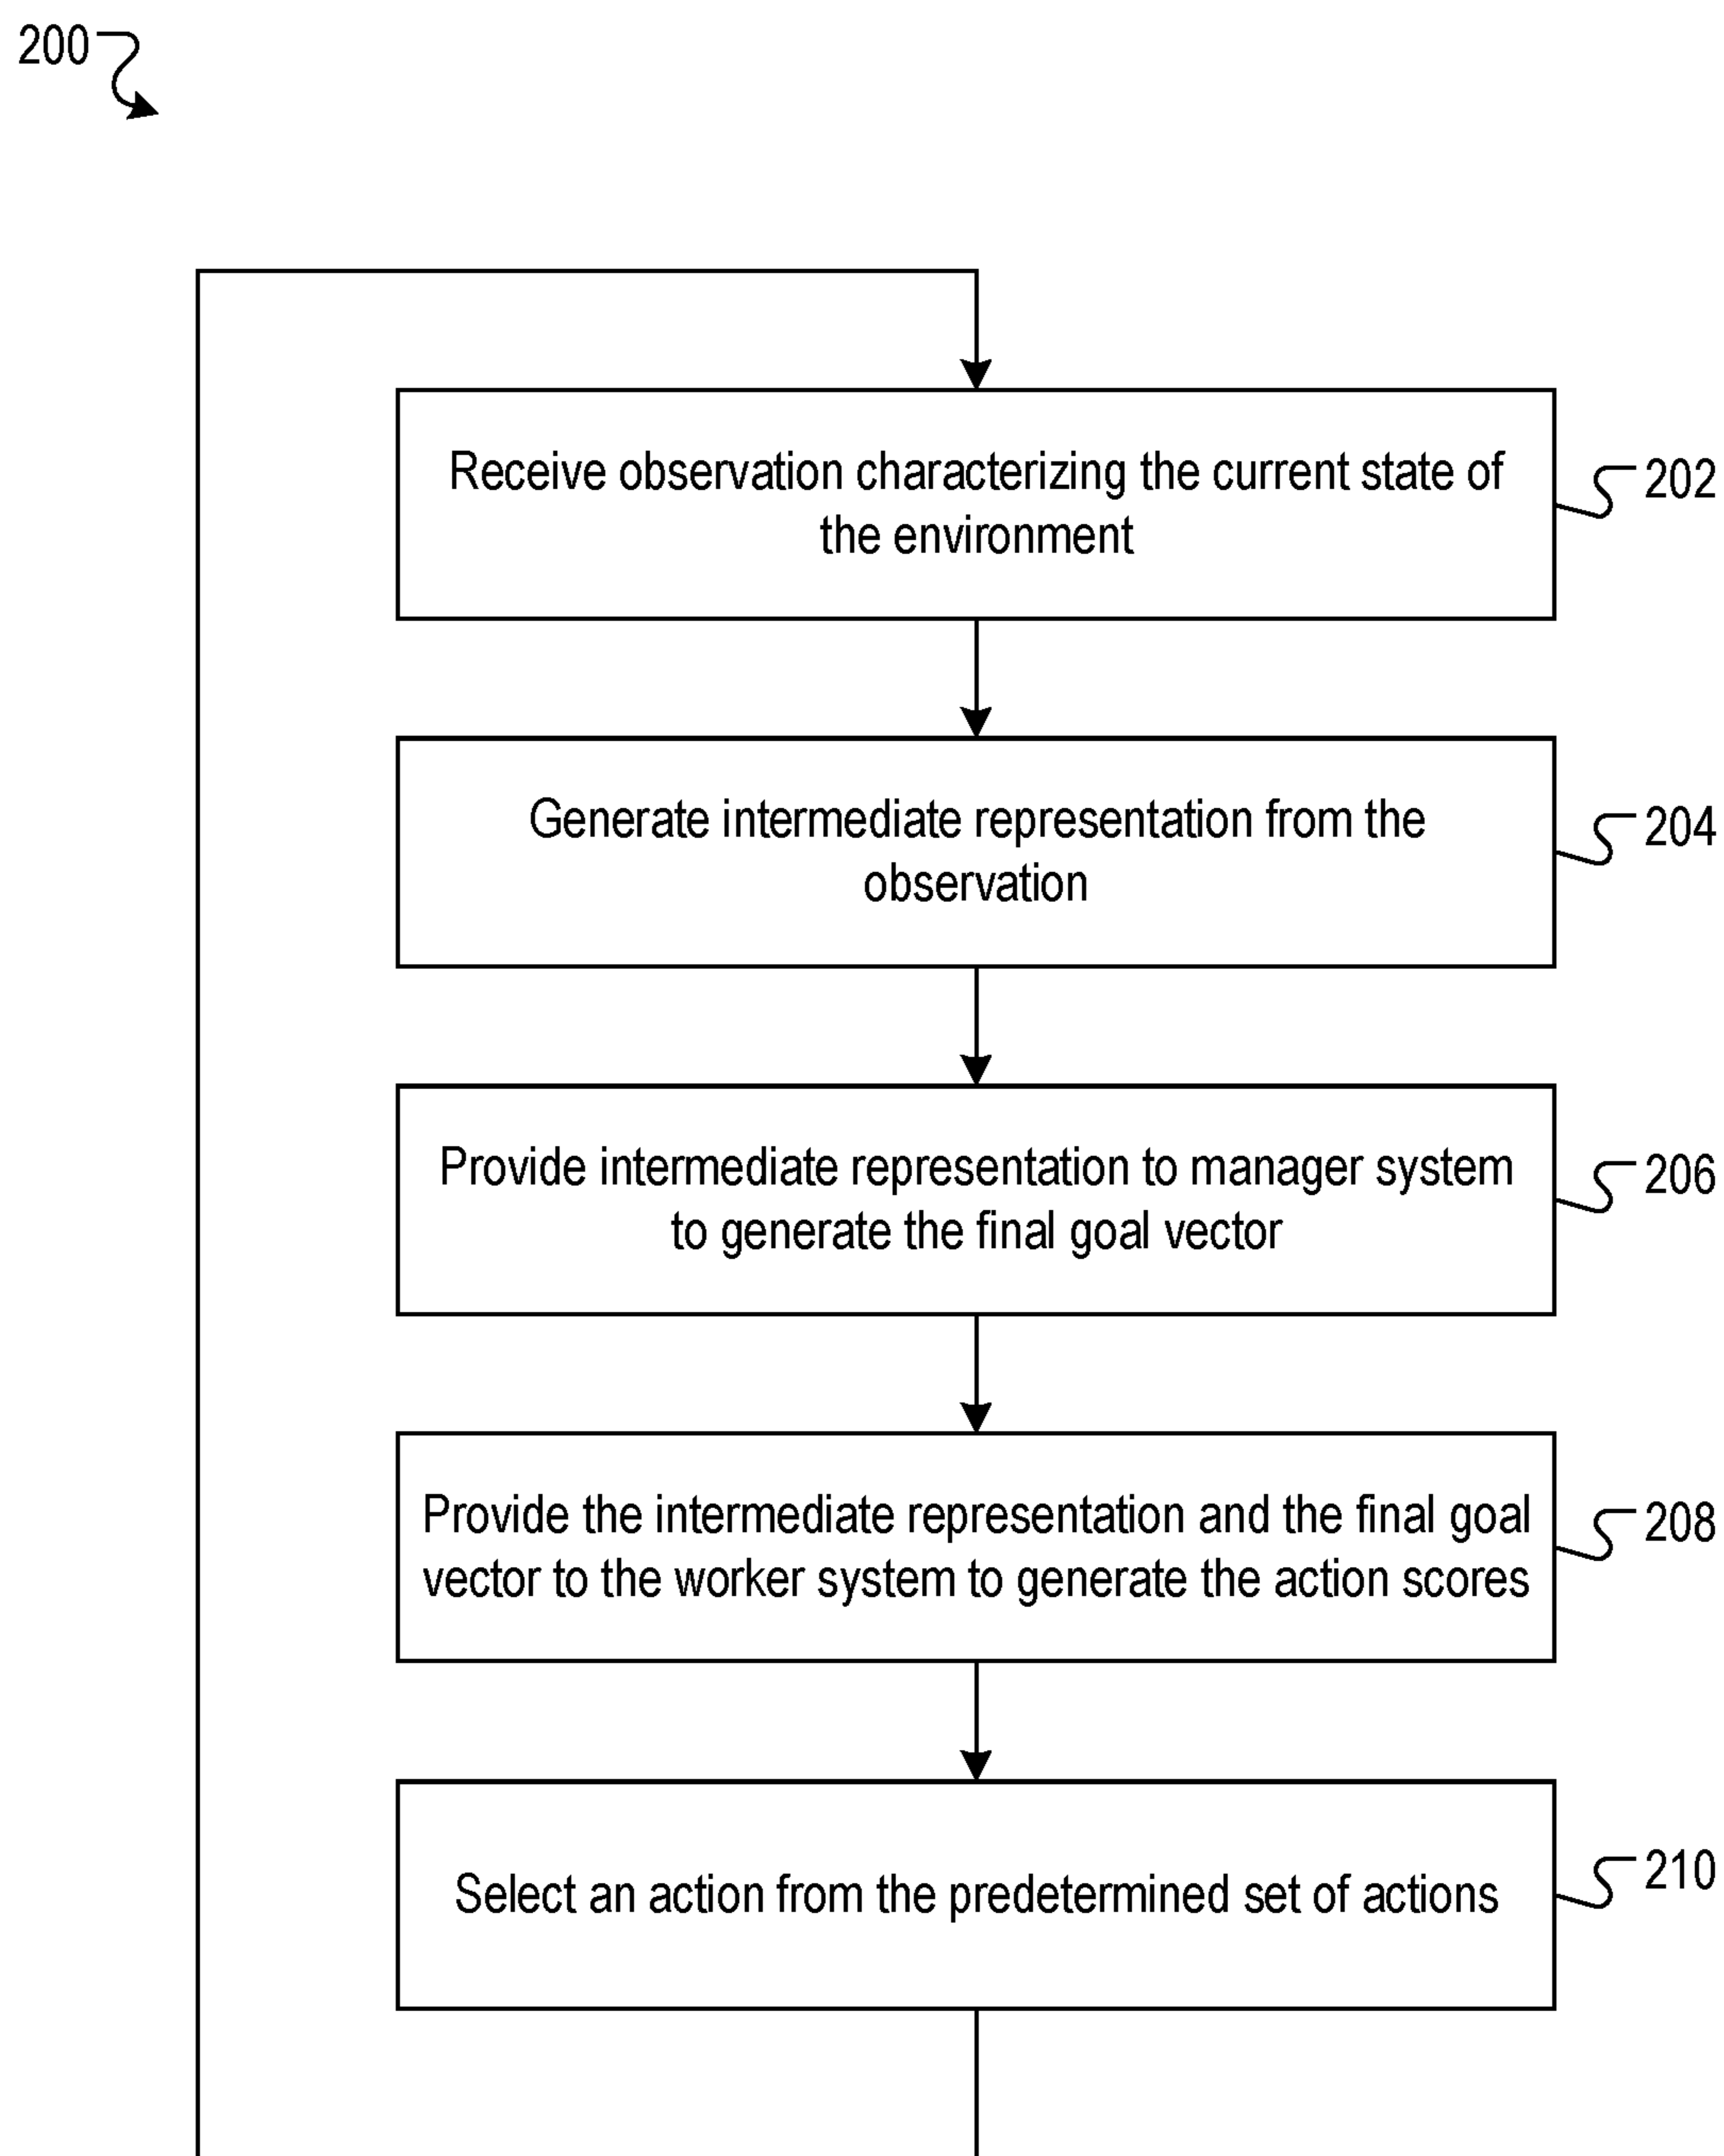 200
Receive observation characterizing the current state of
the environment
202
Generate intermediate representation from the
observation
204
Provide intermediate representation to manager system
to generate the final goal vector
206
Provide the intermediate representation and the final goal
vector to the worker system to generate the action scores
208
Select an action from the predetermined set of actions
210